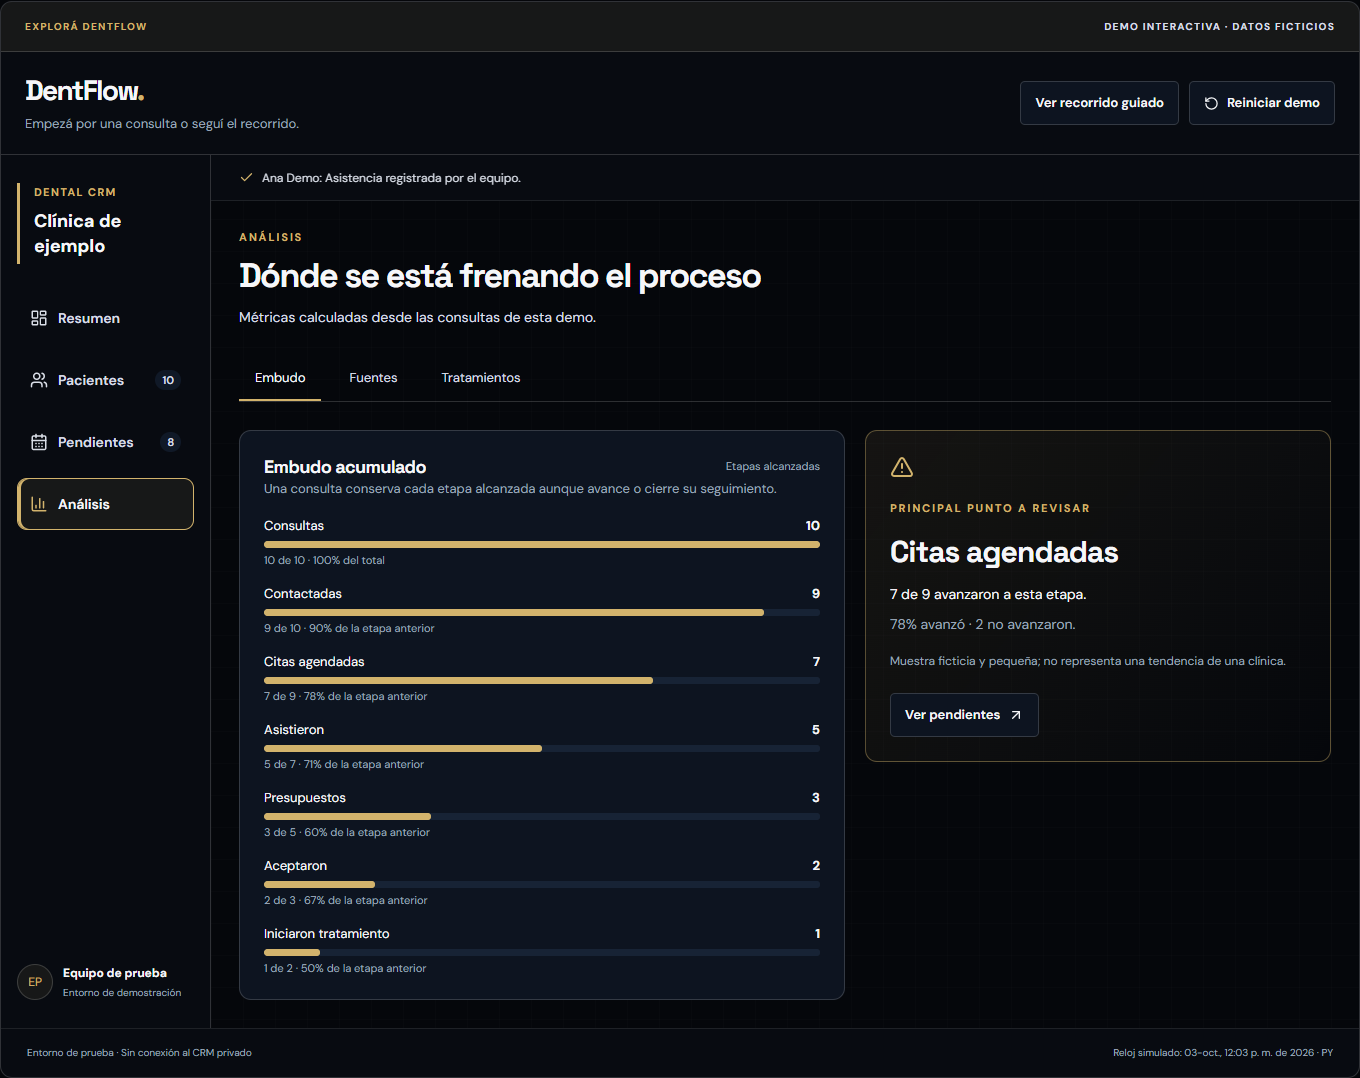 EXPLORÁ DENTFLOW
DEMO INTERACTIVA · DATOS FICTICIOS
DentFlow.
Empezá por una consulta o seguí el recorrido.
Ver recorrido guiado
Reiniciar demo
DENTAL CRM
Clínica de
ejemplo
Resumen
Pacientes 10
Pendientes 8
Análisis
EP
Equipo de prueba
Entorno de demostración
Ana Demo: Asistencia registrada por el equipo.
ANÁLISIS
Dónde se está frenando el proceso
Métricas calculadas desde las consultas de esta demo.
Embudo Fuentes Tratamientos
Embudo acumulado Etapas alcanzadas
Una consulta conserva cada etapa alcanzada aunque avance o cierre su seguimiento.
Consultas 10
10 de 10 · 100% del total
Contactadas 9
9 de 10 · 90% de la etapa anterior
Citas agendadas 7
7 de 9 · 78% de la etapa anterior
Asistieron 5
5 de 7 · 71% de la etapa anterior
Presupuestos 3
3 de 5 · 60% de la etapa anterior
Aceptaron 2
2 de 3 · 67% de la etapa anterior
Iniciaron tratamiento 1
1 de 2 · 50% de la etapa anterior
PRINCIPAL PUNTO A REVISAR
Citas agendadas
7 de 9 avanzaron a esta etapa.
78% avanzó · 2 no avanzaron.
Muestra ficticia y pequeña; no representa una tendencia de una clínica.
Ver pendientes
Entorno de prueba · Sin conexión al CRM privado
Reloj simulado: 03-oct., 12:03 p. m. de 2026 · PY